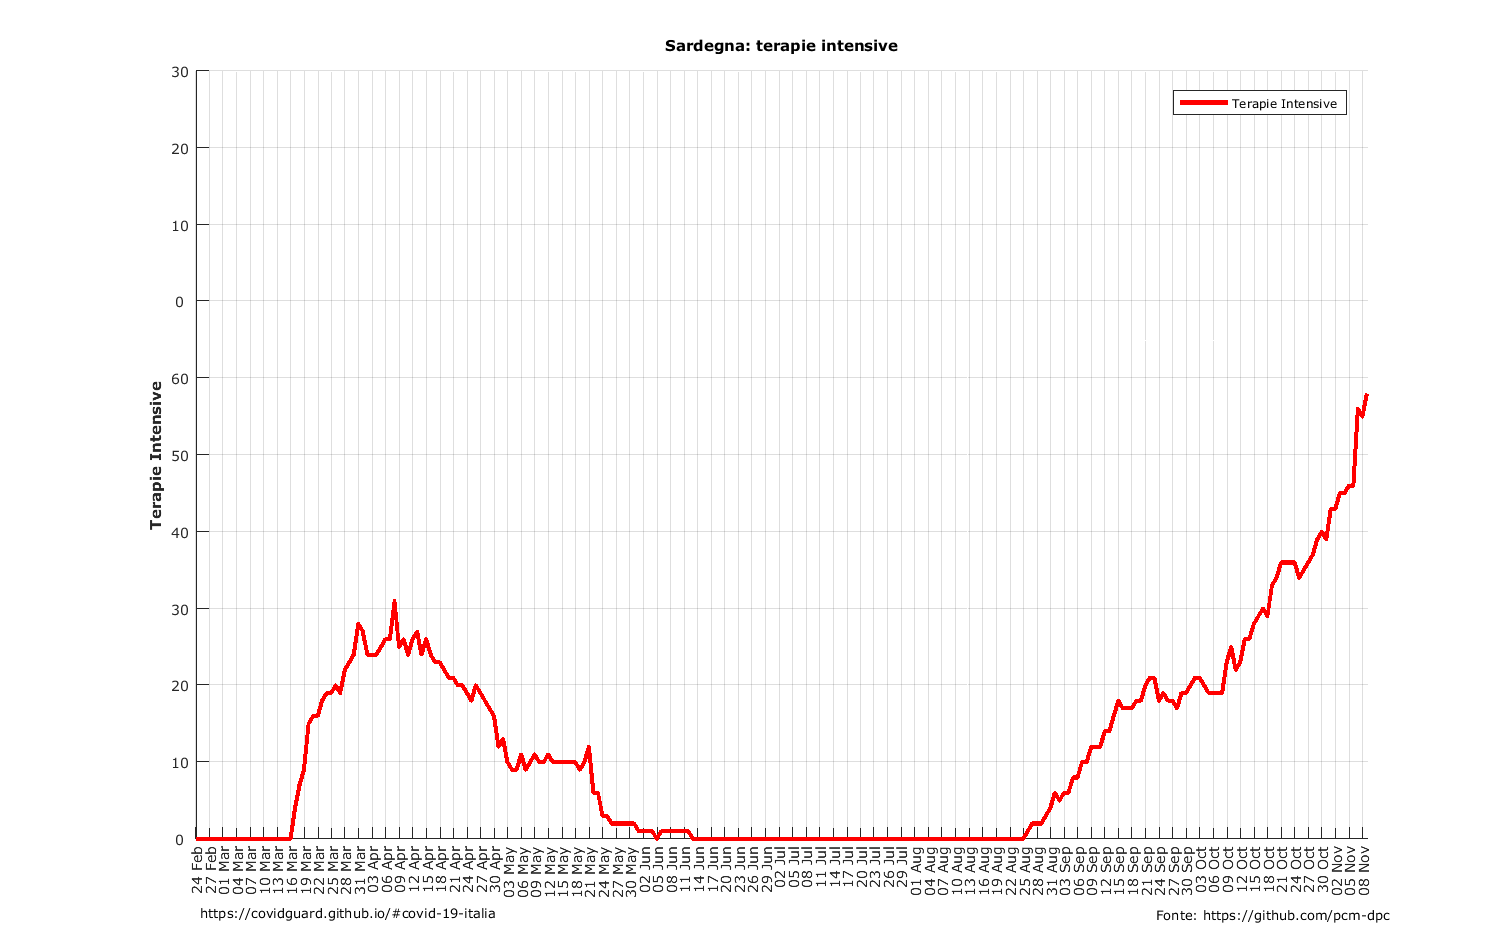 Sardegna: terapie intensive
Terapie Intensive
30
20
10
0
60
50
40
30
20
10
0
Terapie Intensive
24 Feb
27 Feb
01 Mar
04 Mar
07 Mar
10 Mar
13 Mar
16 Mar
19 Mar
22 Mar
25 Mar
28 Mar
31 Mar
03 Apr
06 Apr
09 Apr
12 Apr
15 Apr
18 Apr
21 Apr
24 Apr
27 Apr
30 Apr
03 May
06 May
09 May
12 May
15 May
18 May
21 May
24 May
27 May
30 May
02 Jun
05 Jun
08 Jun
11 Jun
14 Jun
17 Jun
20 Jun
23 Jun
26 Jun
29 Jun
02 Jul
05 Jul
08 Jul
11 Jul
14 Jul
17 Jul
20 Jul
23 Jul
26 Jul
29 Jul
01 Aug
04 Aug
07 Aug
10 Aug
13 Aug
16 Aug
19 Aug
22 Aug
25 Aug
28 Aug
31 Aug
03 Sep
06 Sep
09 Sep
12 Sep
15 Sep
18 Sep
21 Sep
24 Sep
27 Sep
30 Sep
03 Oct
06 Oct
09 Oct
12 Oct
15 Oct
18 Oct
21 Oct
24 Oct
27 Oct
30 Oct
02 Nov
05 Nov
08 Nov
https://covidguard.github.io/#covid-19-italia
Fonte: https://github.com/pcm-dpc